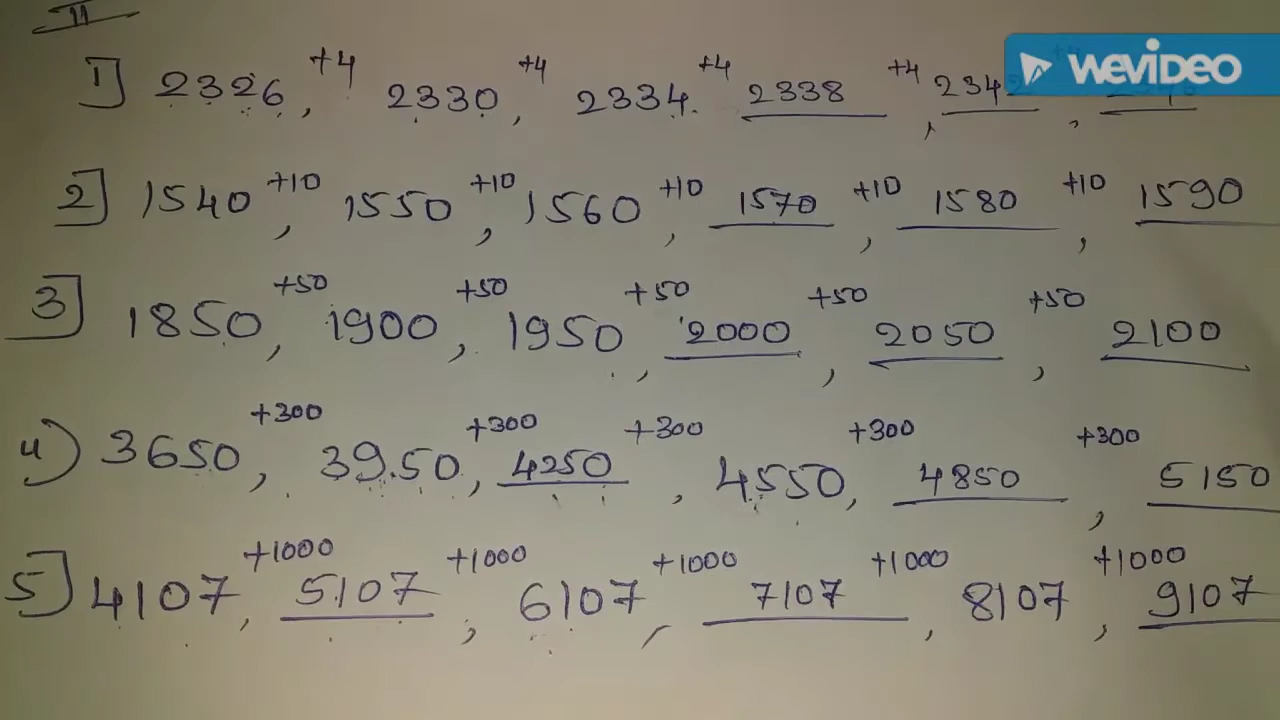 11
1] 2326, +4 2330, +4 2334. +4 2338 +4, 2342,
2] 1540 +10, 1550 +10, 1560 +10, 1570 +10, 1580 +10, 1590
3] 1850 +50, 1900 +50, 1950 +50, 2000 +50, 2050 +50, 2100
4) 3650 +300, 3950 +300, 4250 +300, 4550 +300, 4850 +300, 5150
5] 4107 +1000, 5107 +1000, 6107 +1000, 7107 +1000, 8107 +1000, 9107
WEVIDEO